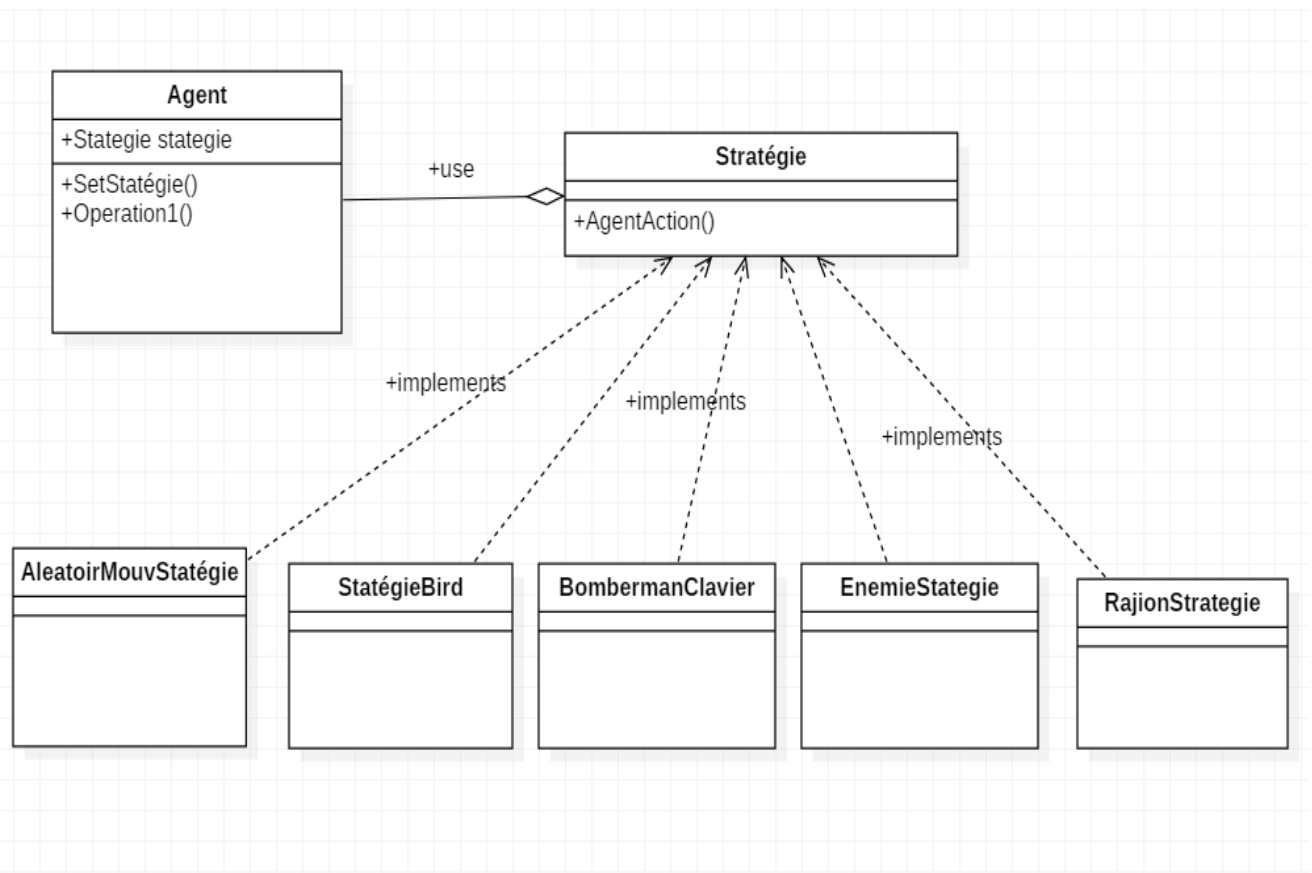 Agent
+Stategie stategie
+SetStatégie()
+Operation1()
+use
Stratégie
+AgentAction()
+implements
+implements
+implements
AleatoirMouvStatégie
StatégieBird
BombermanClavier
EnemieStategie
RajionStrategie